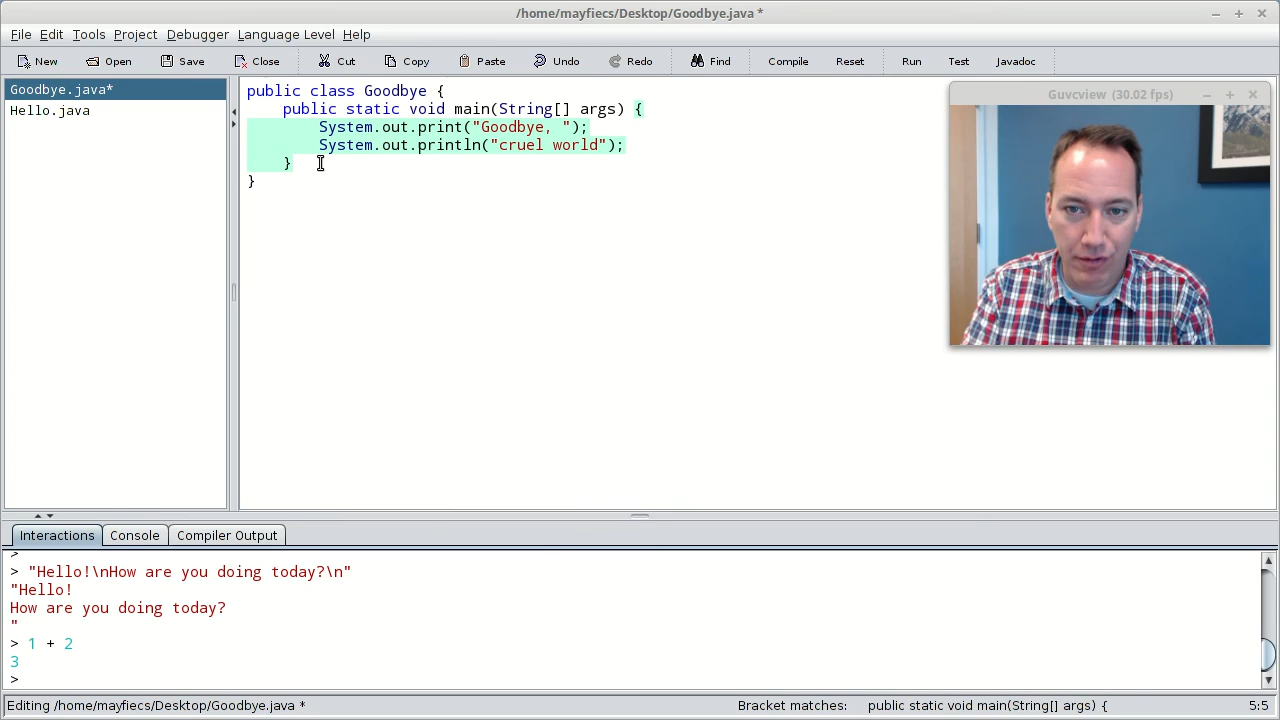 /home/mayfiecs/Desktop/Goodbye.java *
File Edit Tools Project Debugger Language Level Help
New Open Save Close Cut Copy Paste Undo Redo Find Compile Reset Run Test Javadoc
Goodbye.java*
Hello.java
public class Goodbye {
    public static void main(String[] args) {
        System.out.print("Goodbye, ");
        System.out.println("cruel world");
    }
}
Guvcview (30.02 fps)
Interactions Console Compiler Output
>
> "Hello!\nHow are you doing today?\n"
"Hello!
How are you doing today?
"
> 1 + 2
3
>
Editing /home/mayfiecs/Desktop/Goodbye.java * Bracket matches: public static void main(String[] args) { 5:5